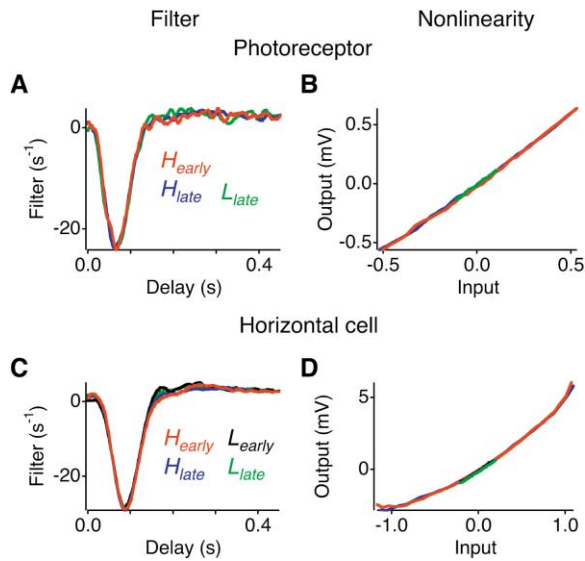 Filter Nonlinearity
Photoreceptor
A B
0
-20
Filter (s⁻¹)
H_early
H_late L_late
0.0 0.4
Delay (s)
0.5
0.0
-0.5
Output (mV)
-0.5 0.0 0.5
Input
Horizontal cell
C D
0
-20
Filter (s⁻¹)
H_early L_early
H_late L_late
0.0 0.4
Delay (s)
5
0
Output (mV)
-1.0 0.0 1.0
Input